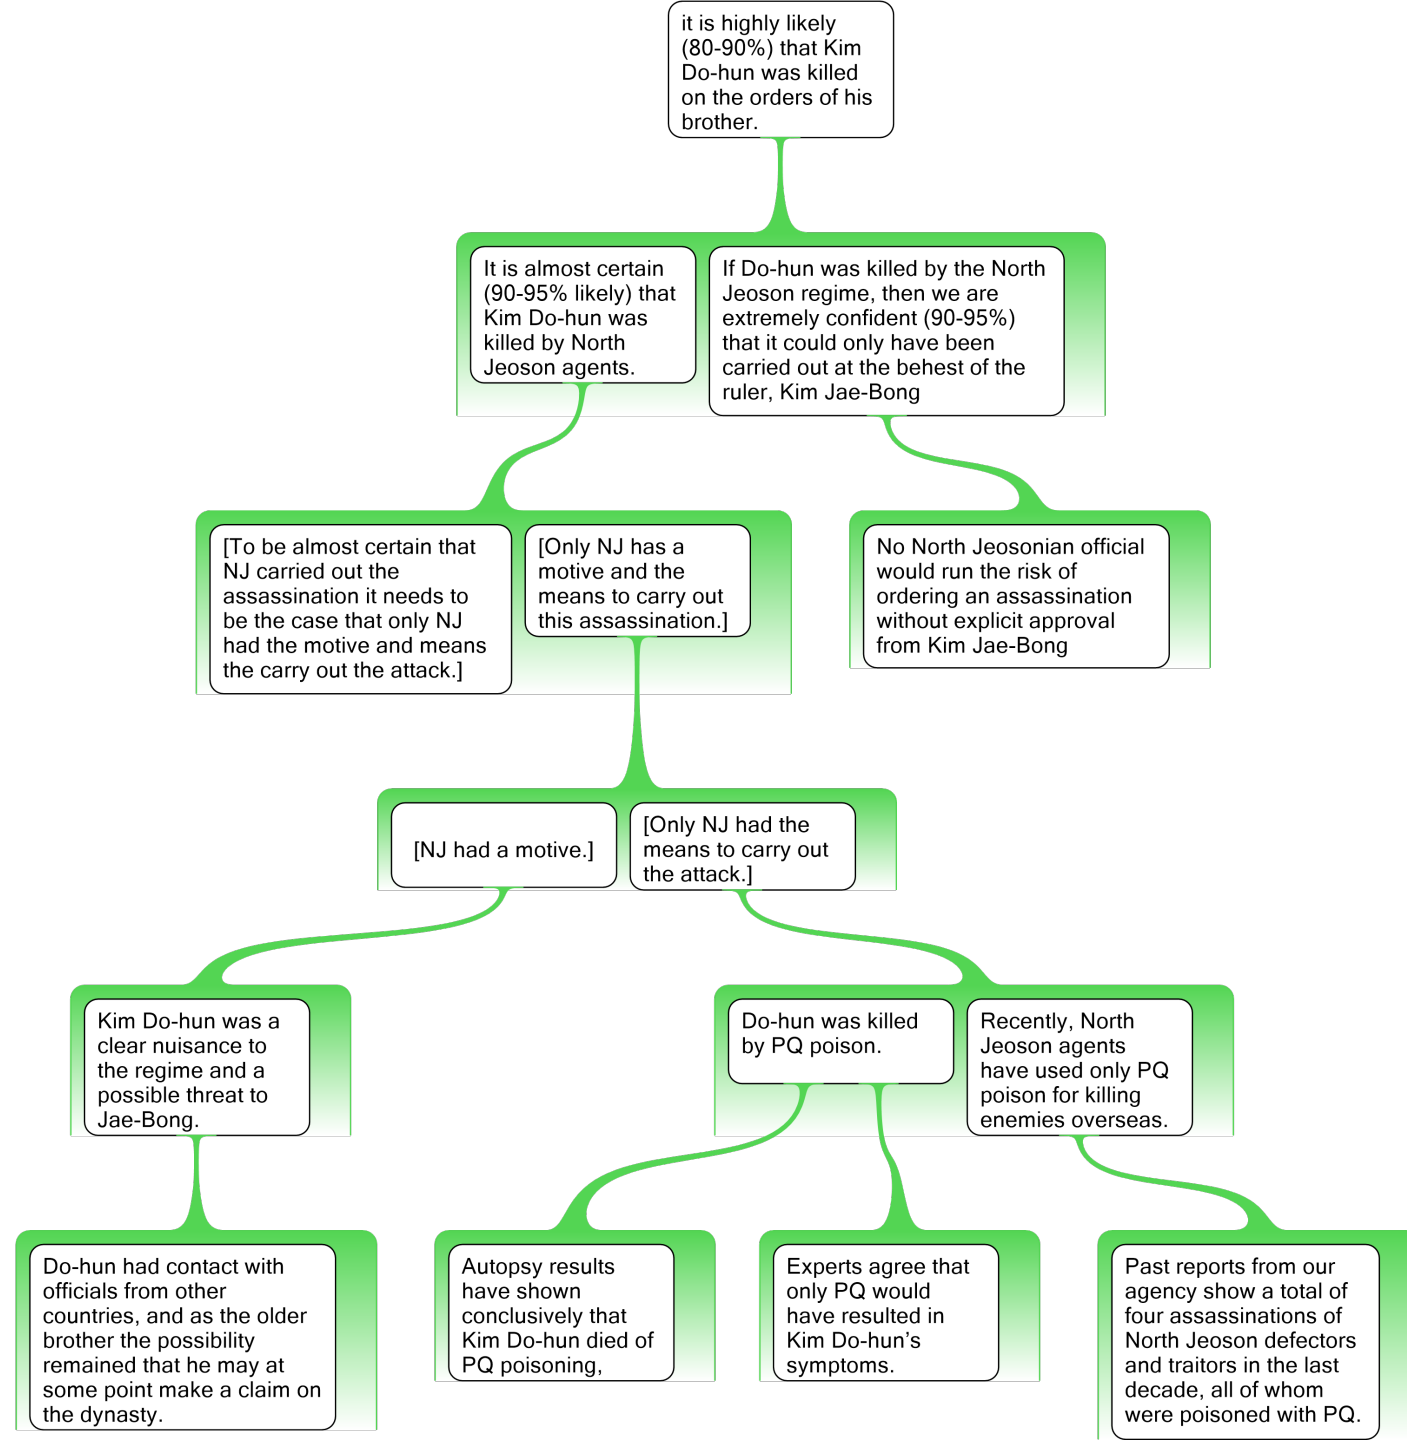 it is highly likely
(80-90%) that Kim
Do-hun was killed
on the orders of his
brother.
It is almost certain
(90-95% likely) that
Kim Do-hun was
killed by North
Jeoson agents.
If Do-hun was killed by the North
Jeoson regime, then we are
extremely confident (90-95%)
that it could only have been
carried out at the behest of the
ruler, Kim Jae-Bong
[To be almost certain that
NJ carried out the
assassination it needs to
be the case that only NJ
had the motive and means
the carry out the attack.]
[Only NJ has a
motive and the
means to carry out
this assassination.]
No North Jeosonian official
would run the risk of
ordering an assassination
without explicit approval
from Kim Jae-Bong
[NJ had a motive.]
[Only NJ had the
means to carry out
the attack.]
Kim Do-hun was a
clear nuisance to
the regime and a
possible threat to
Jae-Bong.
Do-hun was killed
by PQ poison.
Recently, North
Jeoson agents
have used only PQ
poison for killing
enemies overseas.
Do-hun had contact with
officials from other
countries, and as the older
brother the possibility
remained that he may at
some point make a claim on
the dynasty.
Autopsy results
have shown
conclusively that
Kim Do-hun died of
PQ poisoning,
Experts agree that
only PQ would
have resulted in
Kim Do-hun’s
symptoms.
Past reports from our
agency show a total of
four assassinations of
North Jeoson defectors
and traitors in the last
decade, all of whom
were poisoned with PQ.